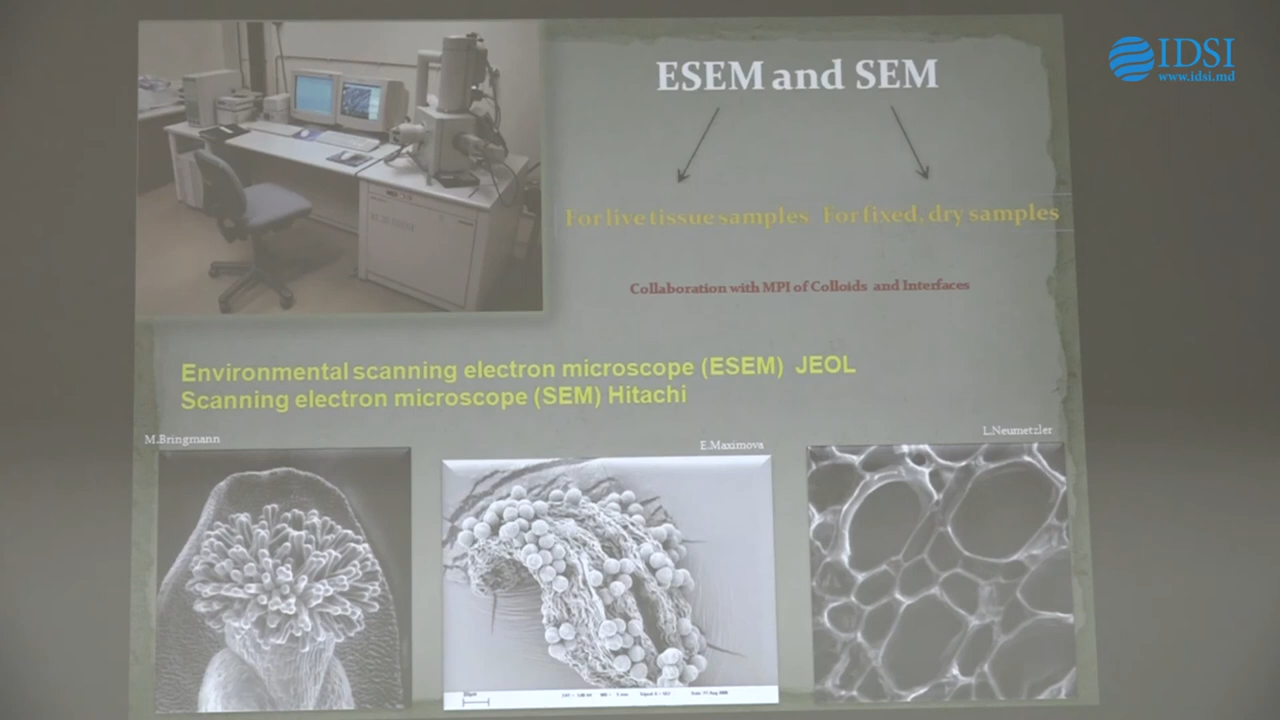 IDSI
www.idsi.md
ESEM and SEM
For live tissue samples For fixed, dry samples
Collaboration with MPI of Colloids and Interfaces
Environmental scanning electron microscope (ESEM) JEOL
Scanning electron microscope (SEM) Hitachi
M.Bringmann
E.Maximova
L.Neumetzler